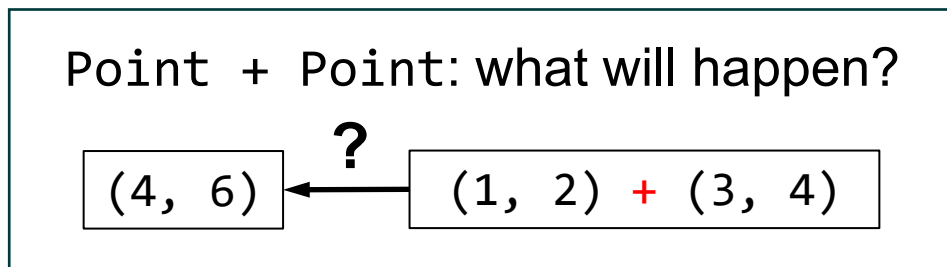 Point + Point: what will happen?
?
(4, 6)
(1, 2) + (3, 4)